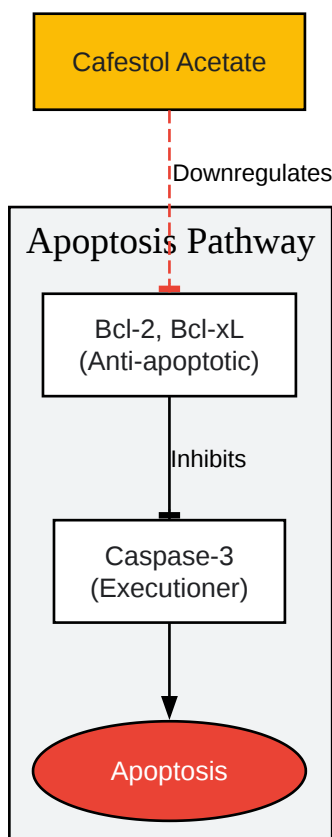 Cafestol Acetate
Downregulates
Apoptosis Pathway
Bcl-2, Bcl-xL
(Anti-apoptotic)
Inhibits
Caspase-3
(Executioner)
Apoptosis